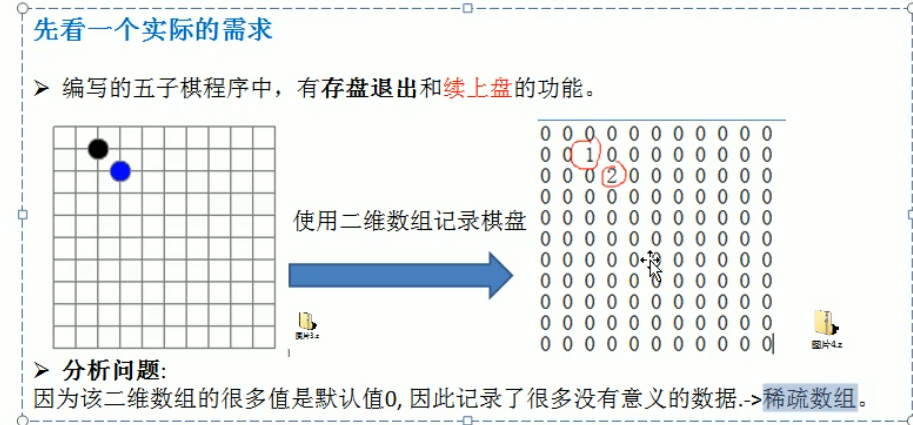 先看一个实际的需求
➢ 编写的五子棋程序中，有存盘退出和续上盘的功能。
使用二维数组记录棋盘
0 0 0 0 0 0 0 0 0 0 0
0 0 1 0 0 0 0 0 0 0 0
0 0 0 2 0 0 0 0 0 0 0
0 0 0 0 0 0 0 0 0 0 0
0 0 0 0 0 0 0 0 0 0 0
0 0 0 0 0 0 0 0 0 0 0
0 0 0 0 0 0 0 0 0 0
0 0 0 0 0 0 0 0 0 0 0
0 0 0 0 0 0 0 0 0 0 0
0 0 0 0 0 0 0 0 0 0 0
0 0 0 0 0 0 0 0 0 0 0
图片3.z
图片4.z
➢ 分析问题:
因为该二维数组的很多值是默认值0, 因此记录了很多没有意义的数据.->稀疏数组。